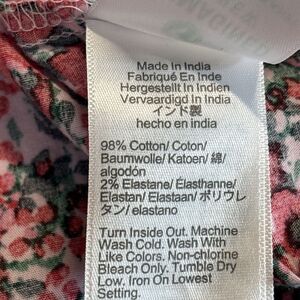 Made In India
Fabriqué En Inde
Hergestellt In Indien
Vervaardigd In India
インド製
hecho en india
98% Cotton/ Coton/
Baumwolle/ Katoen/ 綿/
algodón
2% Elastane/ Élasthanne/
Elastan/ Elastaan/ ポリウレ
タン/ elastano
Turn Inside Out. Machine
Wash Cold. Wash With
Like Colors. Non-chlorine
Bleach Only. Tumble Dry
Low. Iron On Lowest
Setting.